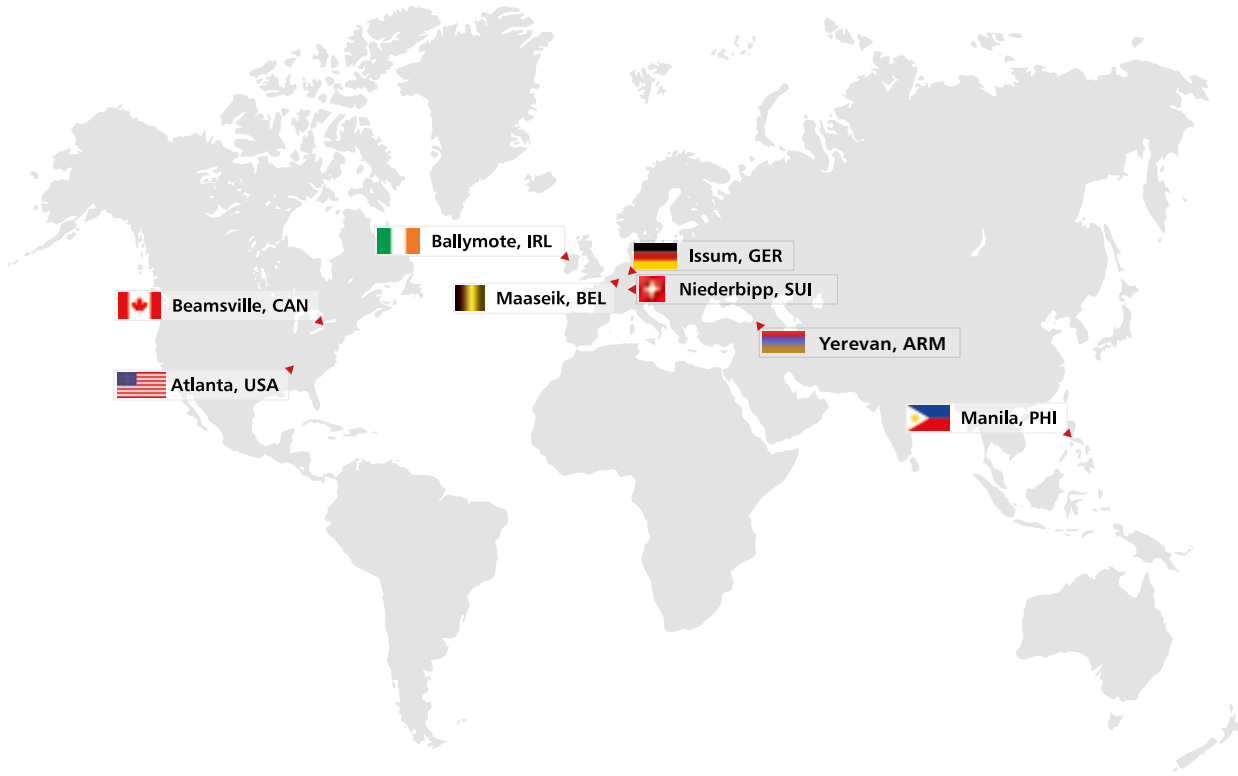 Ballymote, IRL
Issum, GER
Maaseik, BEL
Niederbipp, SUI
Beamsville, CAN
Yerevan, ARM
Atlanta, USA
Manila, PHI